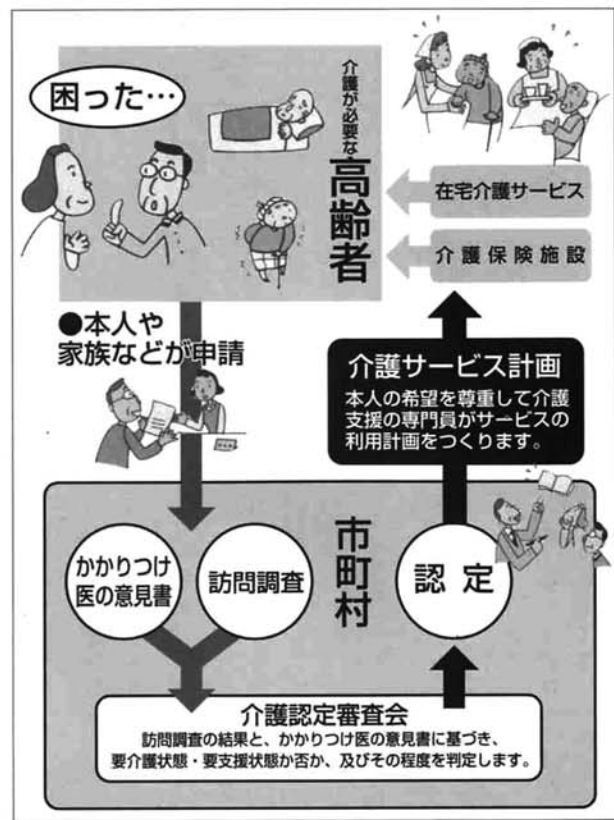 困った…
介護が必要な
高齢者
在宅介護サービス
介護保険施設
●本人や
家族などが申請
介護サービス計画
本人の希望を尊重して介護
支援の専門員がサービスの
利用計画をつくります。
市町村
かかりつけ
医の意見書
訪問調査
認定
介護認定審査会
訪問調査の結果と、かかりつけ医の意見書に基づき、
要介護状態・要支援状態か否か、及びその程度を判定します。